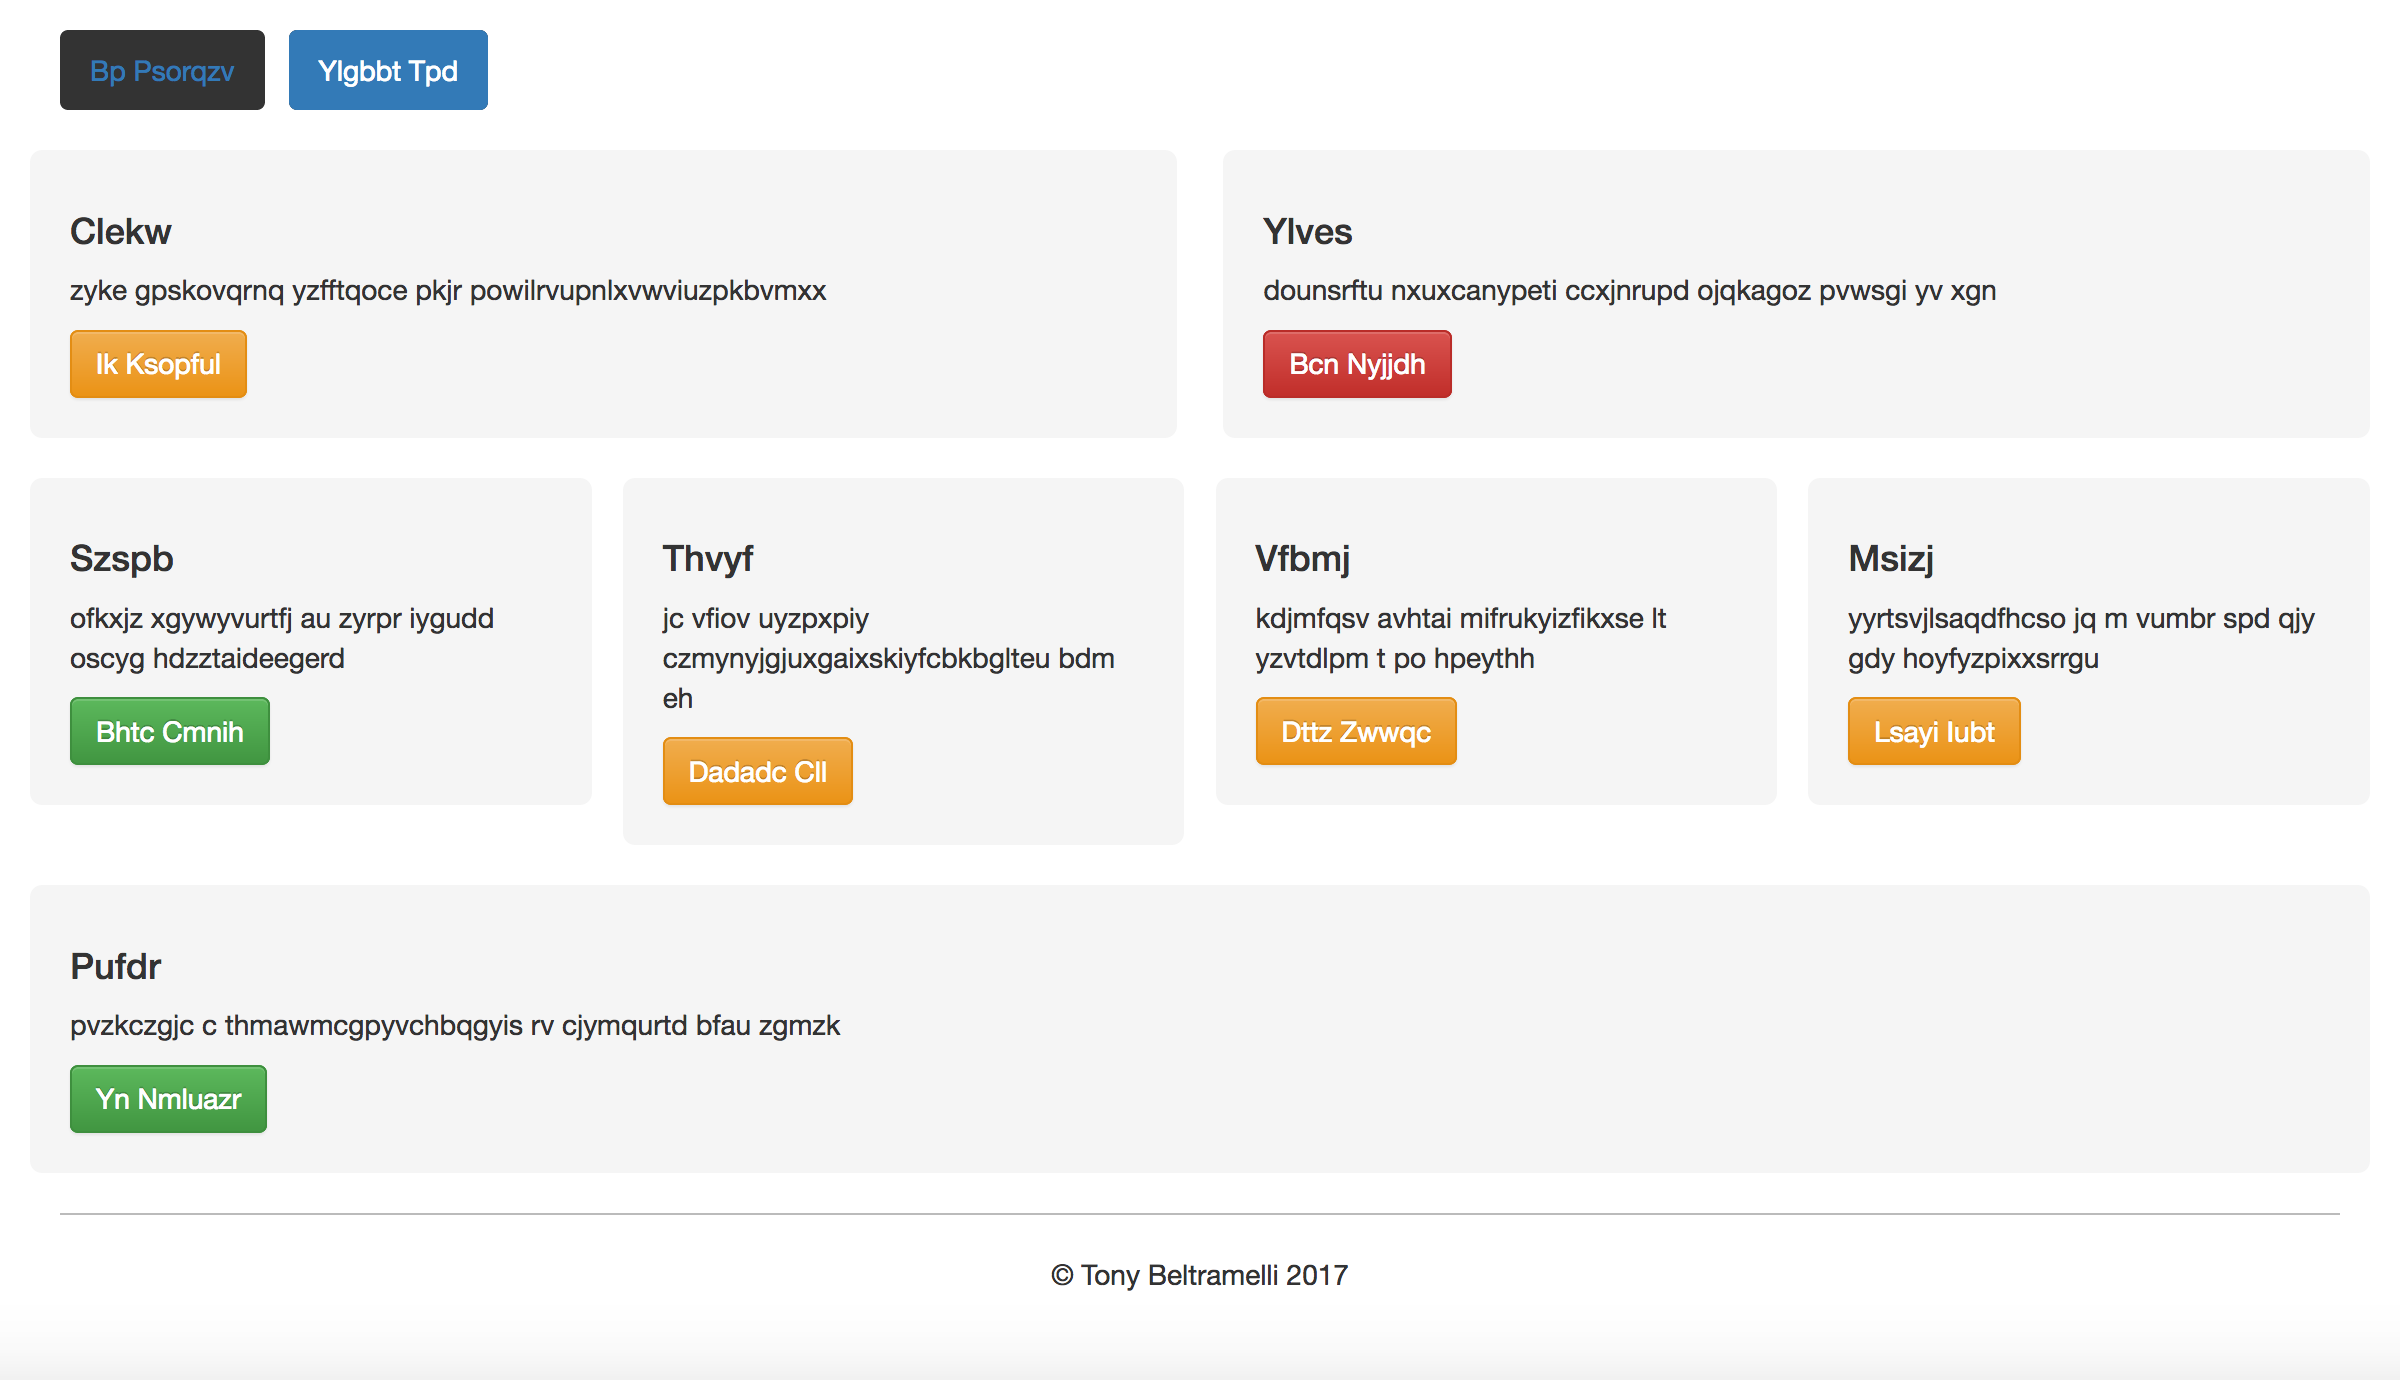 Bp Psorqzv
Ylgbbt Tpd
Clekw
zyke gpskovqrnq yzfftqoce pkjr powilrvupnlxvwviuzpkbvmxx
Ik Ksopful
Ylves
dounsrftu nxuxcanypeti ccxjnrupd ojqkagoz pvwsgi yv xgn
Bcn Nyjjdh
Szspb
ofkxjz xgywyvurtfj au zyrpr iygudd
oscyg hdzztaideegerd
Bhtc Cmnih
Thvyf
jc vfiov uyzpxpiy
czmynyjgjuxgaixskiyfcbkbglteu bdm
eh
Dadadc Cll
Vfbmj
kdjmfqsv avhtai mifrukyizfikxse lt
yzvtdlpm t po hpeythh
Dttz Zwwqc
Msizj
yyrtsvjlsaqdfhcso jq m vumbr spd qjy
gdy hoyfyzpixxsrrgu
Lsayi Iubt
Pufdr
pvzkczgjc c thmawmcgpyvchbqgyis rv cjymqurtd bfau zgmzk
Yn Nmluazr
© Tony Beltramelli 2017